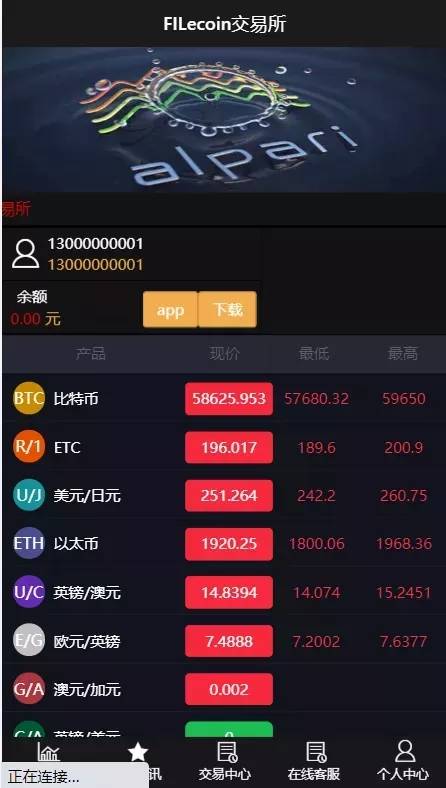 FILecoin交易所
alpari
易所
13000000001
13000000001
余额
0.00 元
app 下载
产品 现价 最低 最高
BTC 比特币 58625.953 57680.32 59650
R/1 ETC 196.017 189.6 200.9
U/J 美元/日元 251.264 242.2 260.75
ETH 以太币 1920.25 1800.06 1968.36
U/C 英镑/澳元 14.8394 14.074 15.2451
E/G 欧元/英镑 7.4888 7.2002 7.6377
G/A 澳元/加元 0.002
G/A 英镑/美元 0
讯 交易中心 在线客服 个人中心
正在连接...